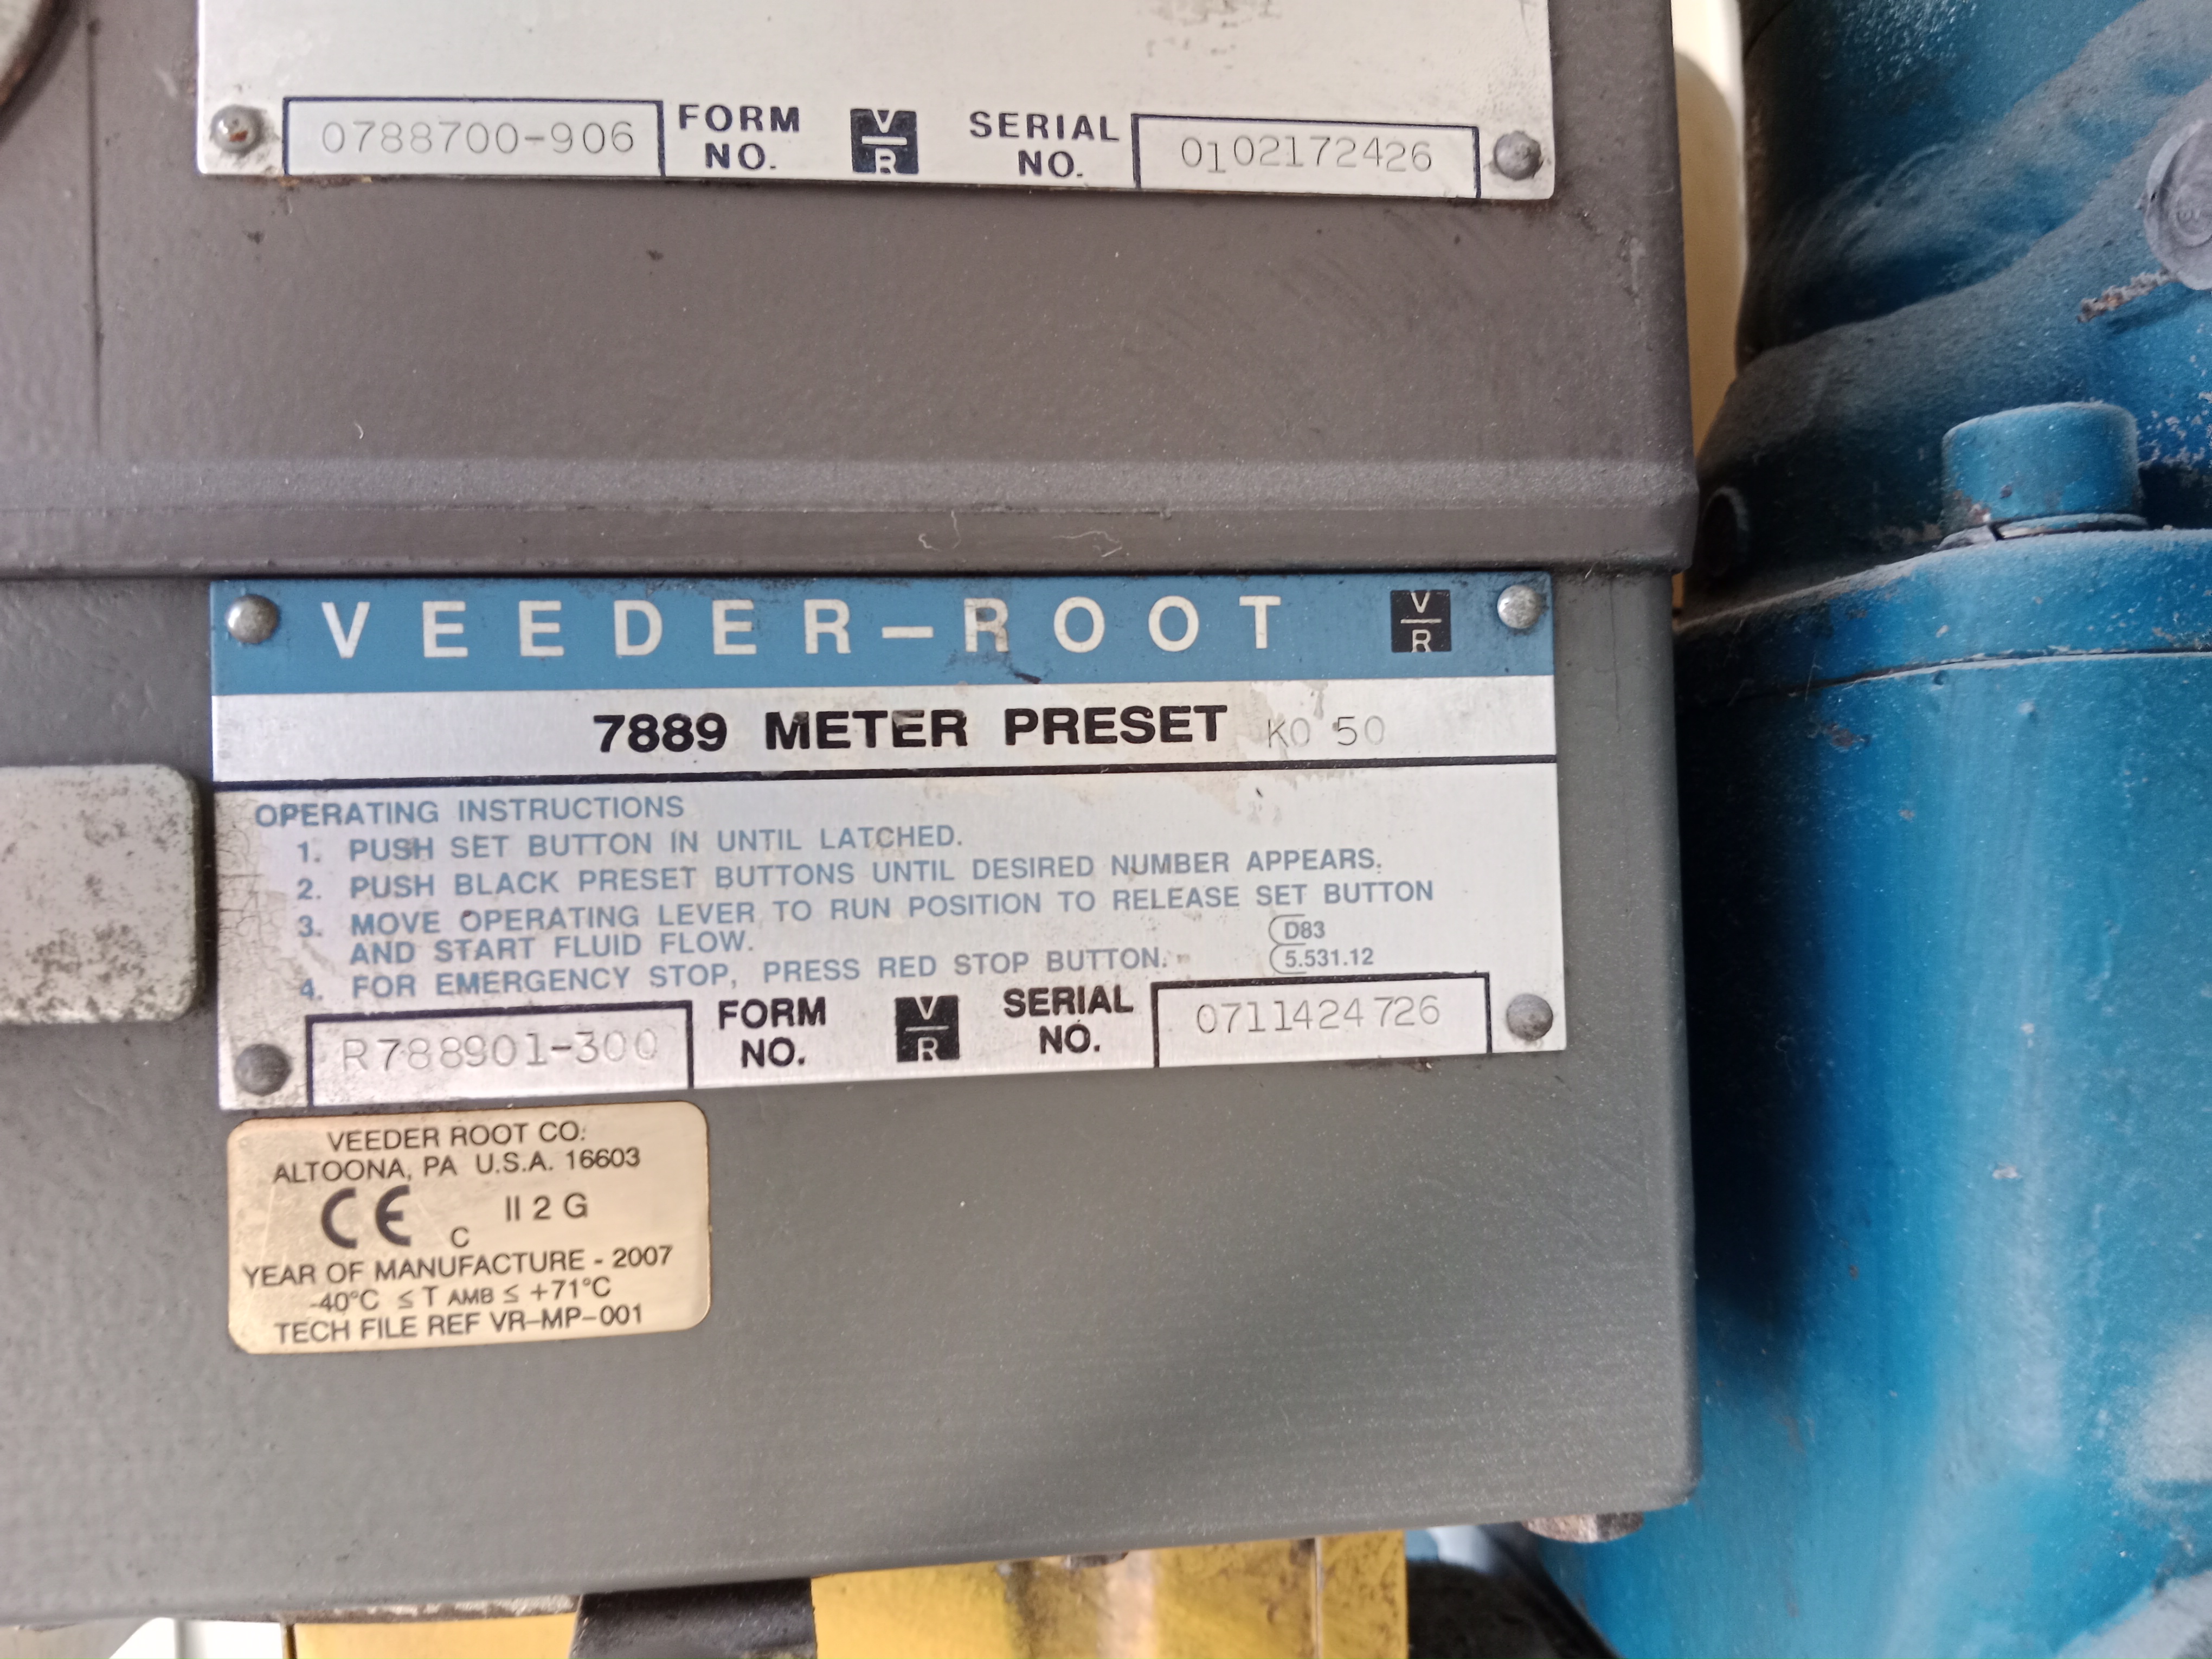 0788700-906 FORM NO. V R SERIAL NO. 0102172426
VEEDER-ROOT V R
7889 METER PRESET KO 50
OPERATING INSTRUCTIONS
1. PUSH SET BUTTON IN UNTIL LATCHED.
2. PUSH BLACK PRESET BUTTONS UNTIL DESIRED NUMBER APPEARS.
3. MOVE OPERATING LEVER TO RUN POSITION TO RELEASE SET BUTTON
AND START FLUID FLOW.
4. FOR EMERGENCY STOP, PRESS RED STOP BUTTON.
D83
5.531.12
R788901-300 FORM NO. V R SERIAL NO. 0711424726
VEEDER ROOT CO.
ALTOONA, PA U.S.A. 16603
CE C II 2 G
YEAR OF MANUFACTURE - 2007
-40°C ≤ T AMB ≤ +71°C
TECH FILE REF VR-MP-001